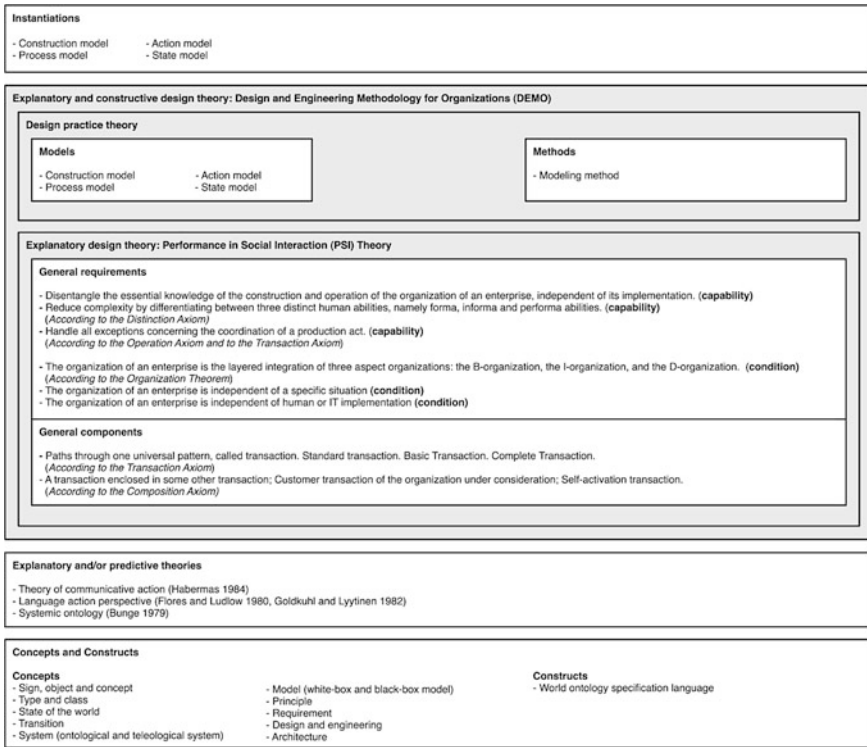 Instantiations
- Construction model - Action model
- Process model - State model
Explanatory and constructive design theory: Design and Engineering Methodology for Organizations (DEMO)
Design practice theory
Models
- Construction model - Action model
- Process model - State model
Methods
- Modeling method
Explanatory design theory: Performance in Social Interaction (PSI) Theory
General requirements
- Disentangle the essential knowledge of the construction and operation of the organization of an enterprise, independent of its implementation. (capability)
- Reduce complexity by differentiating between three distinct human abilities, namely forma, informa and performa abilities. (capability)
(According to the Distinction Axiom)
- Handle all exceptions concerning the coordination of a production act. (capability)
(According to the Operation Axiom and to the Transaction Axiom)
- The organization of an enterprise is the layered integration of three aspect organizations: the B-organization, the I-organization, and the D-organization. (condition)
(According to the Organization Theorem)
- The organization of an enterprise is independent of a specific situation (condition)
- The organization of an enterprise is independent of human or IT implementation (condition)
General components
- Paths through one universal pattern, called transaction. Standard transaction. Basic Transaction. Complete Transaction.
(According to the Transaction Axiom)
- A transaction enclosed in some other transaction; Customer transaction of the organization under consideration; Self-activation transaction.
(According to the Composition Axiom)
Explanatory and/or predictive theories
- Theory of communicative action (Habermas 1984)
- Language action perspective (Flores and Ludlow 1980, Goldkuhl and Lyytinen 1982)
- Systemic ontology (Bunge 1979)
Concepts and Constructs
Concepts
- Sign, object and concept
- Type and class
- State of the world
- Transition
- System (ontological and teleological system)
- Model (white-box and black-box model)
- Principle
- Requirement
- Design and engineering
- Architecture
Constructs
- World ontology specification language